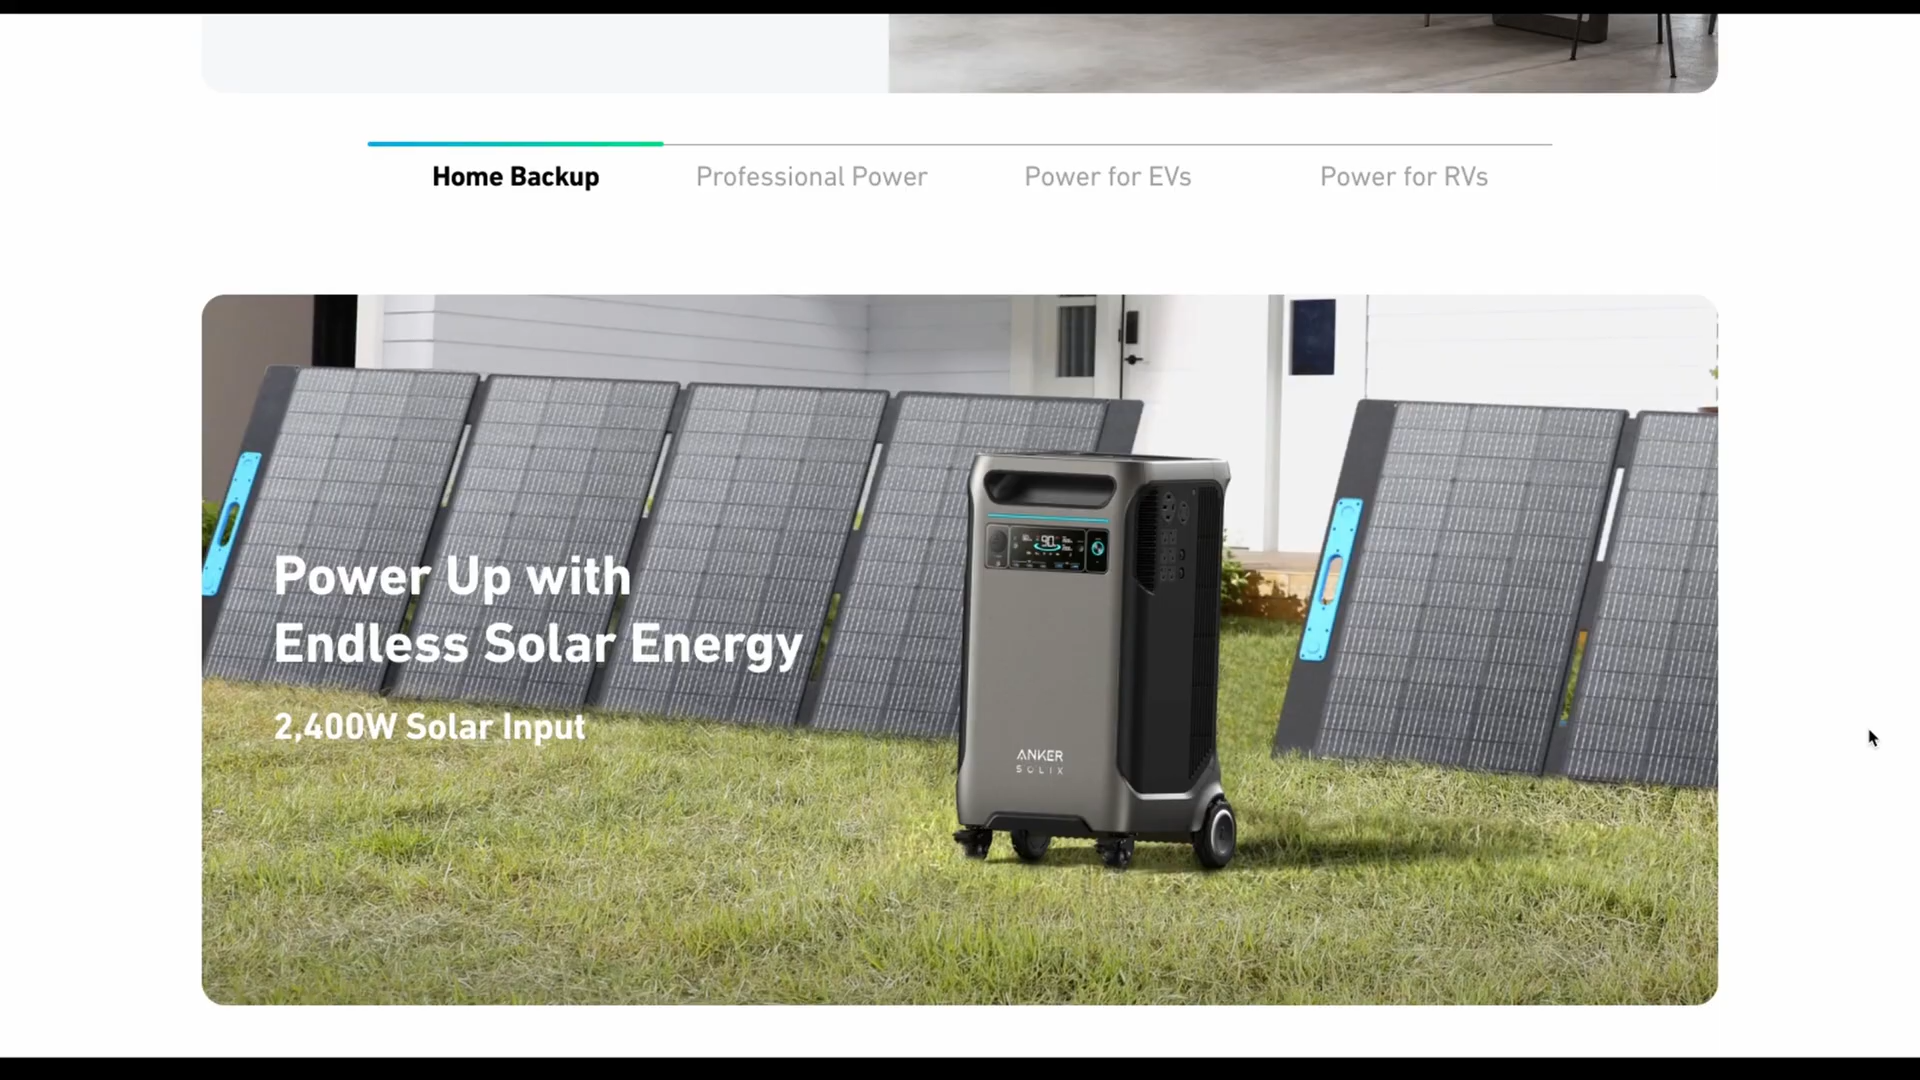 Home Backup
Professional Power
Power for EVs
Power for RVs
Power Up with
Endless Solar Energy
2,400W Solar Input
90
ANKER
SOLIX